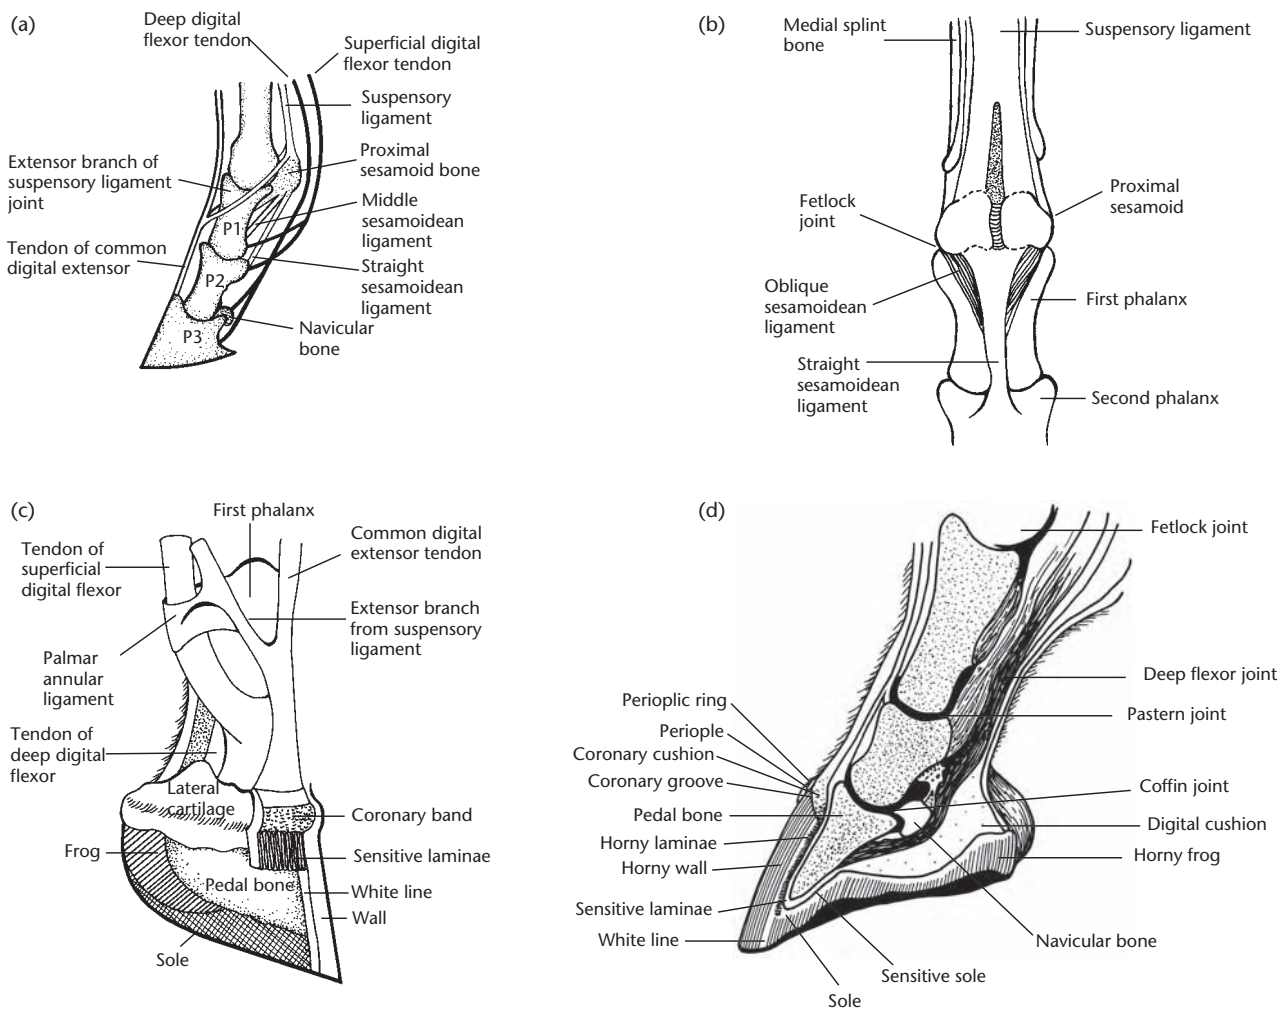 (a)
Deep digital
flexor tendon
Superficial digital
flexor tendon
Suspensory
ligament
Extensor branch of
suspensory ligament
joint
Proximal
sesamoid bone
P1
Middle
sesamoidean
ligament
Tendon of common
digital extensor
P2
Straight
sesamoidean
ligament
P3
Navicular
bone
(b)
Medial splint
bone
Suspensory ligament
Fetlock
joint
Proximal
sesamoid
Oblique
sesamoidean
ligament
First phalanx
Straight
sesamoidean
ligament
Second phalanx
(c)
First phalanx
Tendon of
superficial
digital flexor
Common digital
extensor tendon
Extensor branch
from suspensory
ligament
Palmar
annular
ligament
Tendon of
deep digital
flexor
Lateral
cartilage
Coronary band
Frog
Sensitive laminae
Pedal bone
White line
Wall
Sole
(d)
Fetlock joint
Deep flexor joint
Perioplic ring
Pastern joint
Periople
Coronary cushion
Coronary groove
Coffin joint
Pedal bone
Digital cushion
Horny laminae
Horny frog
Horny wall
Sensitive laminae
White line
Navicular bone
Sensitive sole
Sole